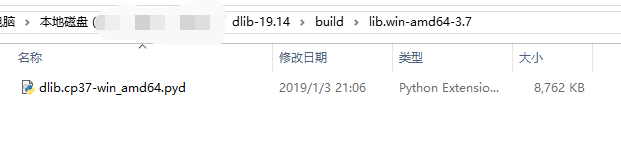 电脑 › 本地磁盘 ( dlib-19.14 › build › lib.win-amd64-3.7
名称 修改日期 类型 大小
dlib.cp37-win_amd64.pyd 2019/1/3 21:06 Python Extensio... 8,762 KB